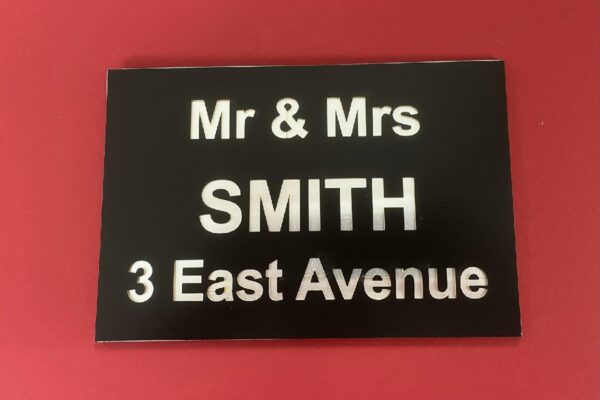 Mr & Mrs
SMITH
3 East Avenue